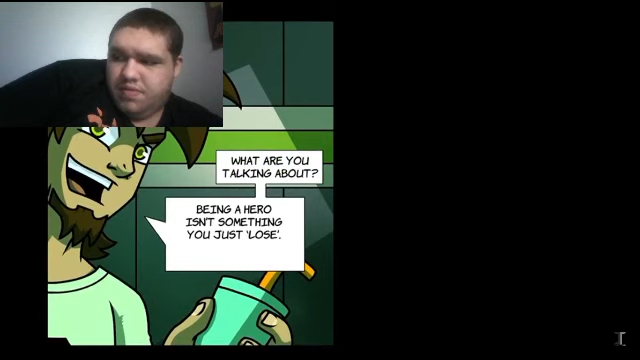 WHAT ARE YOU
TALKING ABOUT?
BEING A HERO
ISN'T SOMETHING
YOU JUST 'LOSE'.